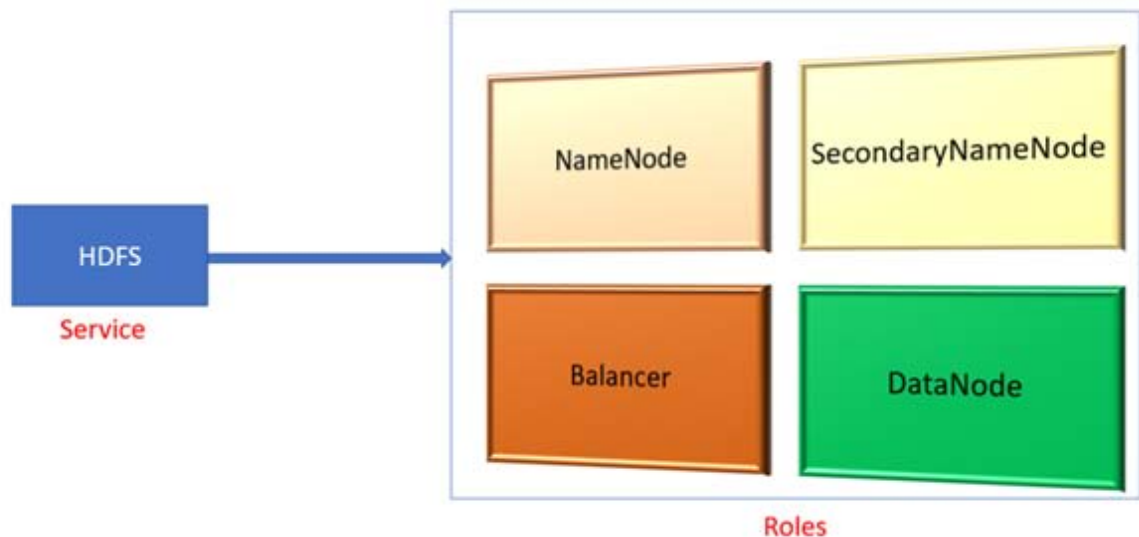 HDFS
Service
NameNode
SecondaryNameNode
Balancer
DataNode
Roles